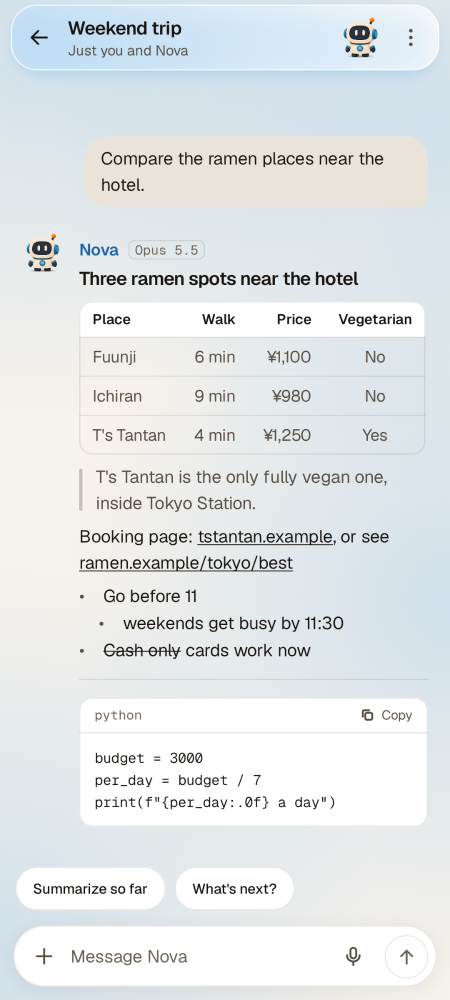 Weekend trip
Just you and Nova
Compare the ramen places near the
hotel.
Nova Opus 5.5
Three ramen spots near the hotel
Place Walk Price Vegetarian
Fuunji 6 min ¥1,100 No
Ichiran 9 min ¥980 No
T's Tantan 4 min ¥1,250 Yes
T's Tantan is the only fully vegan one,
inside Tokyo Station.
Booking page: tstantan.example, or see
ramen.example/tokyo/best
• Go before 11
• weekends get busy by 11:30
• Cash only cards work now
python Copy
budget = 3000
per_day = budget / 7
print(f"{per_day:.0f} a day")
Summarize so far What's next?
Message Nova